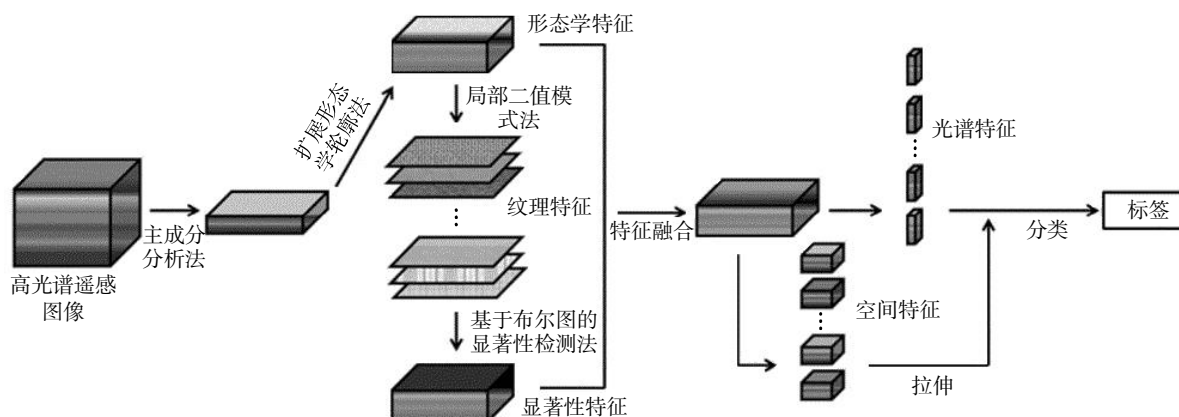 高光谱遥感
图像
主成分
分析法
扩展形态
学轮廓法
形态学特征
局部二值模
式法
纹理特征
基于布尔图的
显著性检测法
显著性特征
特征融合
光谱特征
空间特征
拉伸
分类
标签